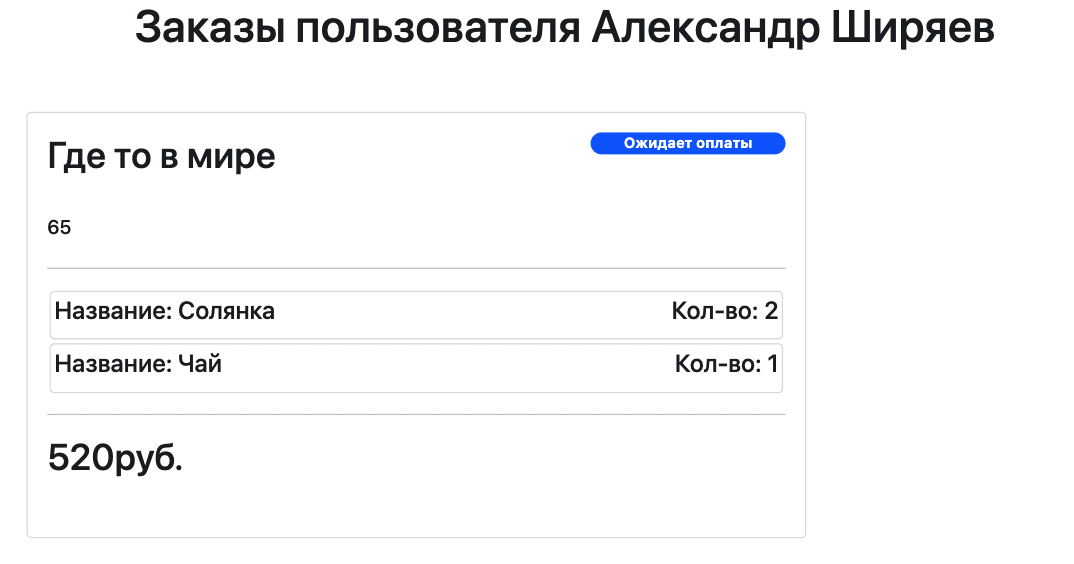 Заказы пользователя Александр Ширяев
Где то в мире
Ожидает оплаты
65
Название: Солянка Кол-во: 2
Название: Чай Кол-во: 1
520руб.